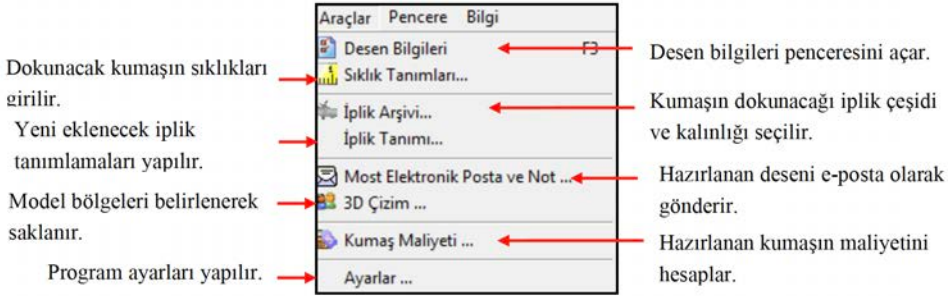 Araçlar Pencere Bilgi
Desen Bilgileri F3
Sıklık Tanımları...
İplik Arşivi...
İplik Tanımı...
Most Elektronik Posta ve Not ...
3D Çizim ...
Kumaş Maliyeti ...
Ayarlar ...
Dokunacak kumaşın sıklıkları
girilir.
Yeni eklenecek iplik
tanımlamaları yapılır.
Model bölgeleri belirlenerek
saklanır.
Program ayarları yapılır.
Desen bilgileri penceresini açar.
Kumaşın dokunacağı iplik çeşidi
ve kalınlığı seçilir.
Hazırlanan deseni e-posta olarak
gönderir.
Hazırlanan kumaşın maliyetini
hesaplar.